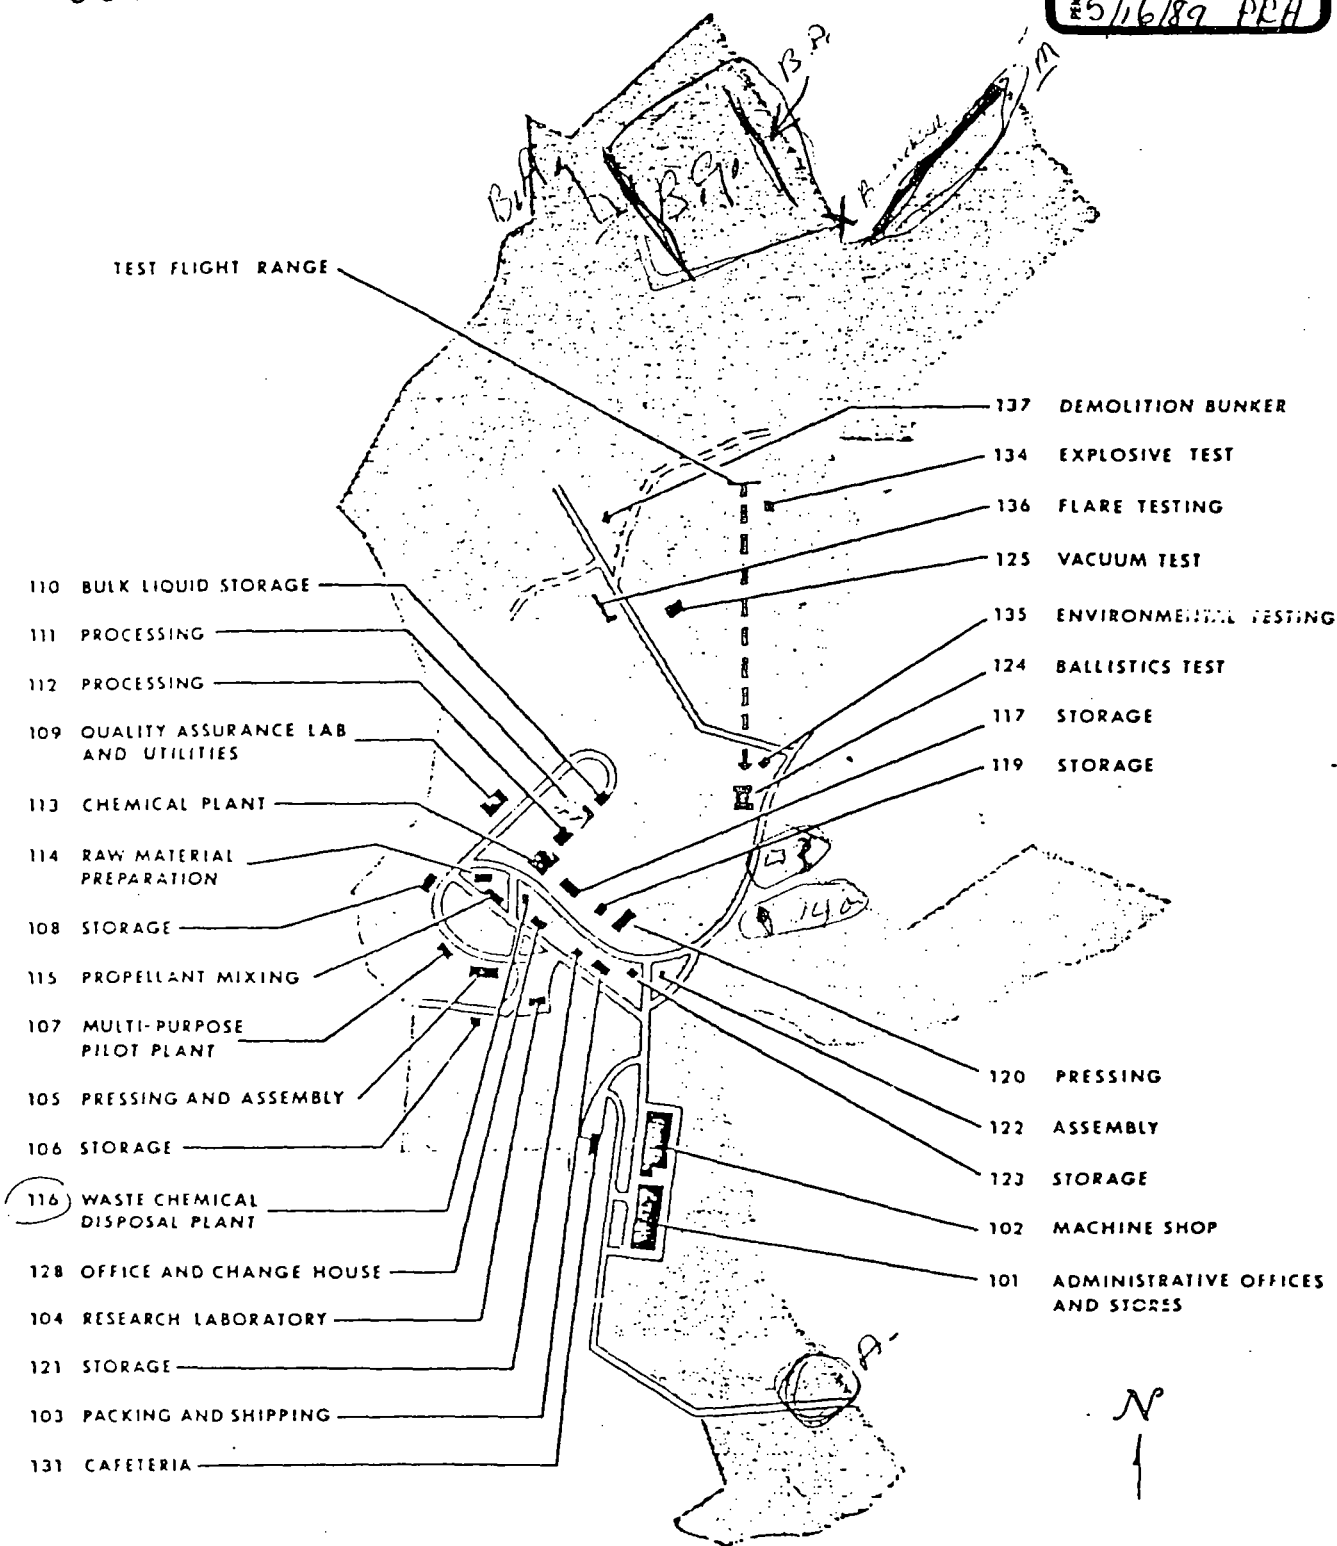 5/16/89 PRA
B.A.
M
B.A
B.G.
TEST FLIGHT RANGE
137 DEMOLITION BUNKER
134 EXPLOSIVE TEST
136 FLARE TESTING
125 VACUUM TEST
135 ENVIRONMENTAL TESTING
124 BALLISTICS TEST
117 STORAGE
119 STORAGE
110 BULK LIQUID STORAGE
111 PROCESSING
112 PROCESSING
109 QUALITY ASSURANCE LAB
AND UTILITIES
113 CHEMICAL PLANT
114 RAW MATERIAL
PREPARATION
108 STORAGE
115 PROPELLANT MIXING
107 MULTI-PURPOSE
PILOT PLANT
105 PRESSING AND ASSEMBLY
106 STORAGE
116 WASTE CHEMICAL
DISPOSAL PLANT
128 OFFICE AND CHANGE HOUSE
104 RESEARCH LABORATORY
121 STORAGE
103 PACKING AND SHIPPING
131 CAFETERIA
120 PRESSING
122 ASSEMBLY
123 STORAGE
102 MACHINE SHOP
101 ADMINISTRATIVE OFFICES
AND STORES
N